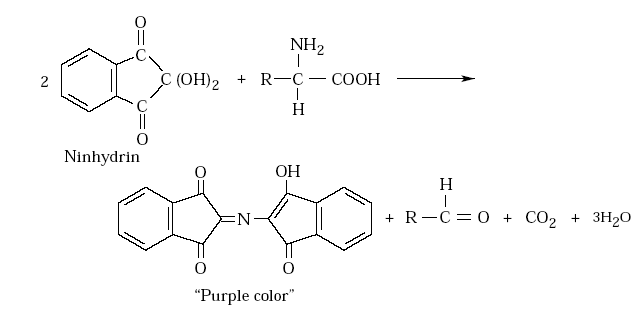 O
C
2 C (OH)₂ + R—C—COOH
NH₂
H
C
O
Ninhydrin
O OH
=N—
O O
+ R—C=O + CO₂ + 3H₂O
H
"Purple color"